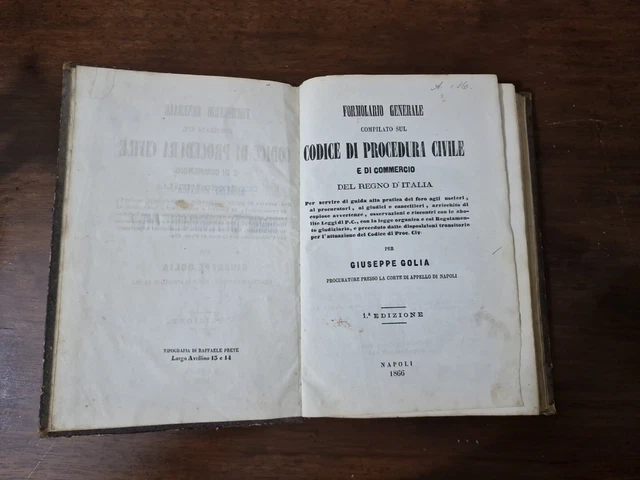 TIPOGRAFIA DI RAFFAELE PRETE
Largo Avellino 13 e 14
FORMOLARIO GENERALE
COMPILATO SUL
CODICE DI PROCEDURA CIVILE
E DI COMMERCIO
DEL REGNO D'ITALIA
Per servire di guida alla pratica del foro agli uscieri,
ai procuratori, ai giudici e cancellieri, arricchito di
copiose avvertenze, osservazioni e riscontri con le abo-
lite Leggi di P.C., con la legge organica e col Regolamen-
to giudiziario, e preceduto dalle disposizioni transitorie
per l'attuazione del Codice di Proc. Civ.
PER
GIUSEPPE GOLIA
PROCURATORE PRESSO LA CORTE DI APPELLO DI NAPOLI
1.ª EDIZIONE
NAPOLI
1866